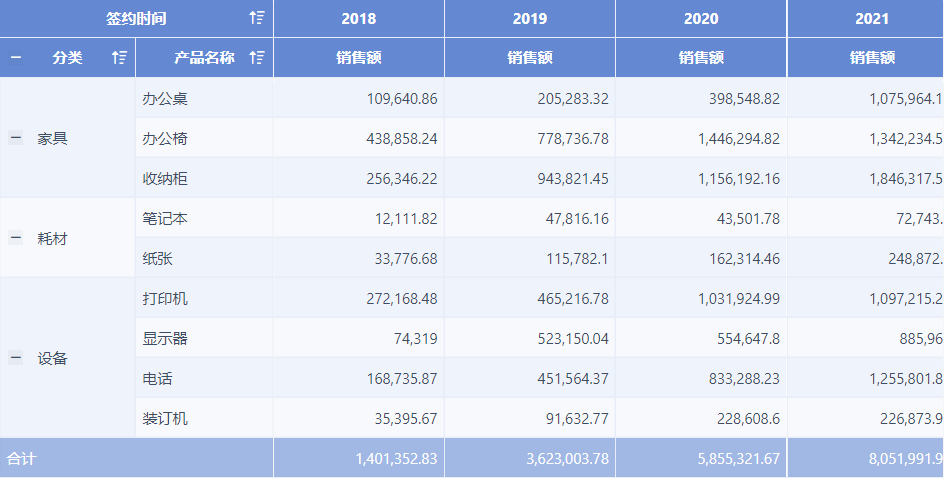 签约时间 2018 2019 2020 2021
分类 产品名称 销售额 销售额 销售额 销售额
家具 办公桌 109,640.86 205,283.32 398,548.82 1,075,964.1
办公椅 438,858.24 778,736.78 1,446,294.82 1,342,234.5
收纳柜 256,346.22 943,821.45 1,156,192.16 1,846,317.5
耗材 笔记本 12,111.82 47,816.16 43,501.78 72,743.
纸张 33,776.68 115,782.1 162,314.46 248,872.
设备 打印机 272,168.48 465,216.78 1,031,924.99 1,097,215.2
显示器 74,319 523,150.04 554,647.8 885,96
电话 168,735.87 451,564.37 833,288.23 1,255,801.8
装订机 35,395.67 91,632.77 228,608.6 226,873.9
合计 1,401,352.83 3,623,003.78 5,855,321.67 8,051,991.9